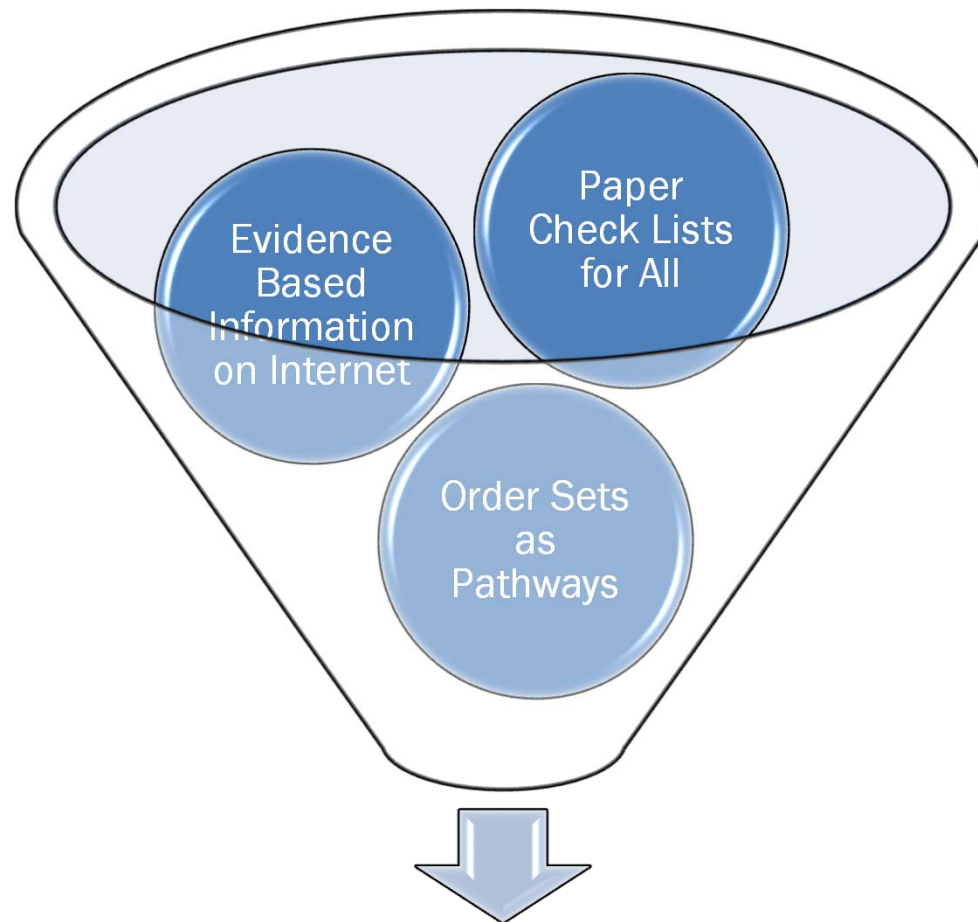 Evidence
Based
Information
on Internet
Paper
Check Lists
for All
Order Sets
as
Pathways